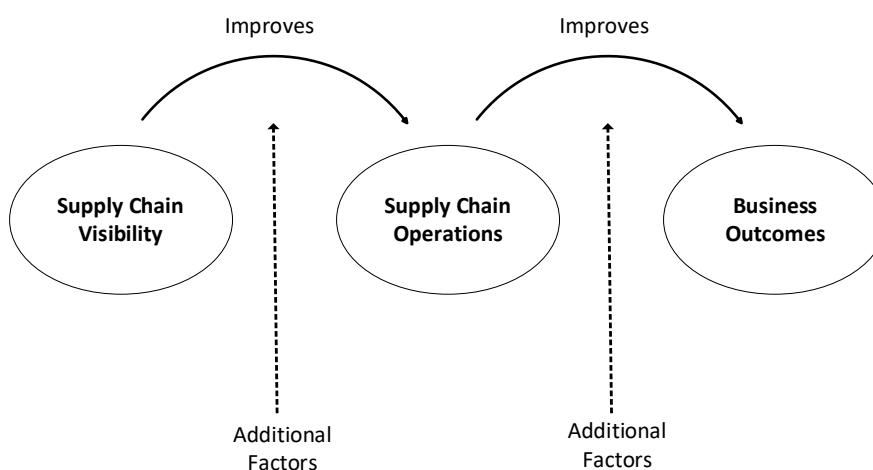 Improves
Improves
Supply Chain
Visibility
Supply Chain
Operations
Business
Outcomes
Additional
Factors
Additional
Factors